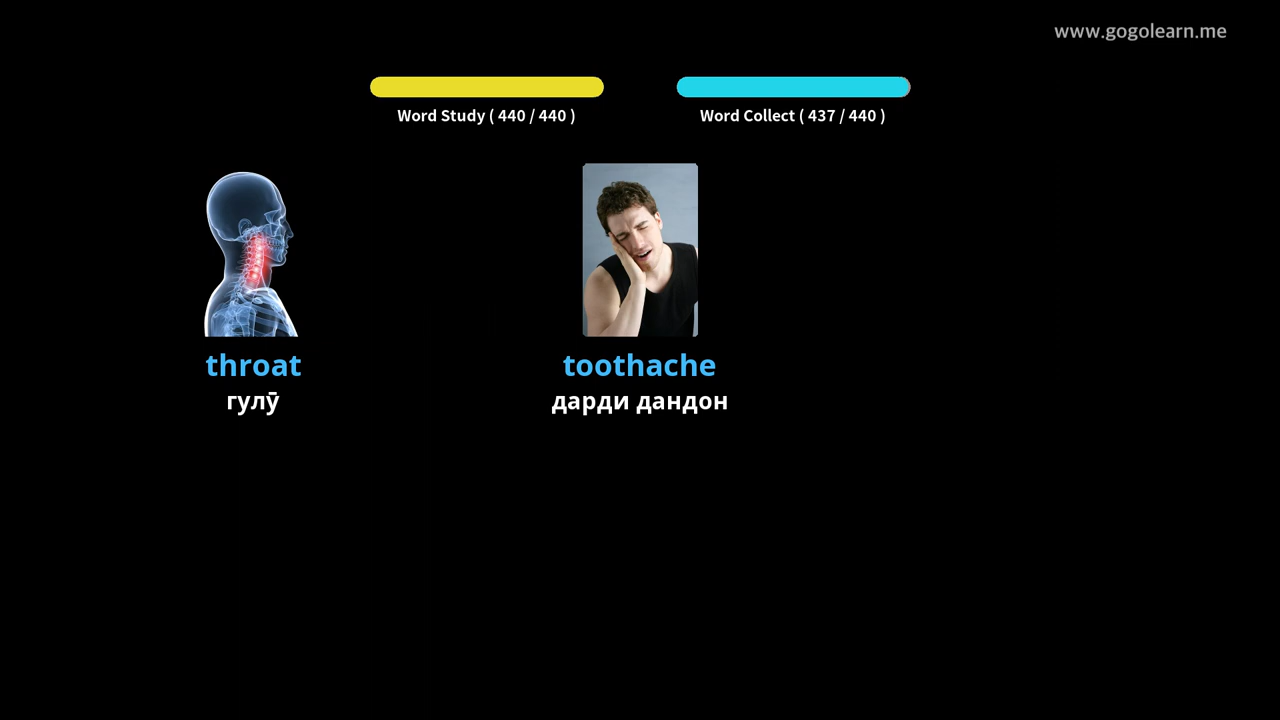 www.gogolearn.me
Word Study ( 440 / 440 )
Word Collect ( 437 / 440 )
throat
гулӯ
toothache
дарди дандон